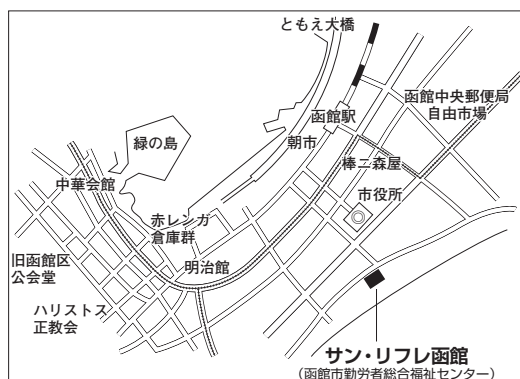 ともえ大橋
函館駅
函館中央郵便局
自由市場
朝市
緑の島
棒二森屋
中華会館
市役所
赤レンガ
倉庫群
旧函館区
公会堂
明治館
ハリストス
正教会
サン・リフレ函館
(函館市勤労者総合福祉センター)